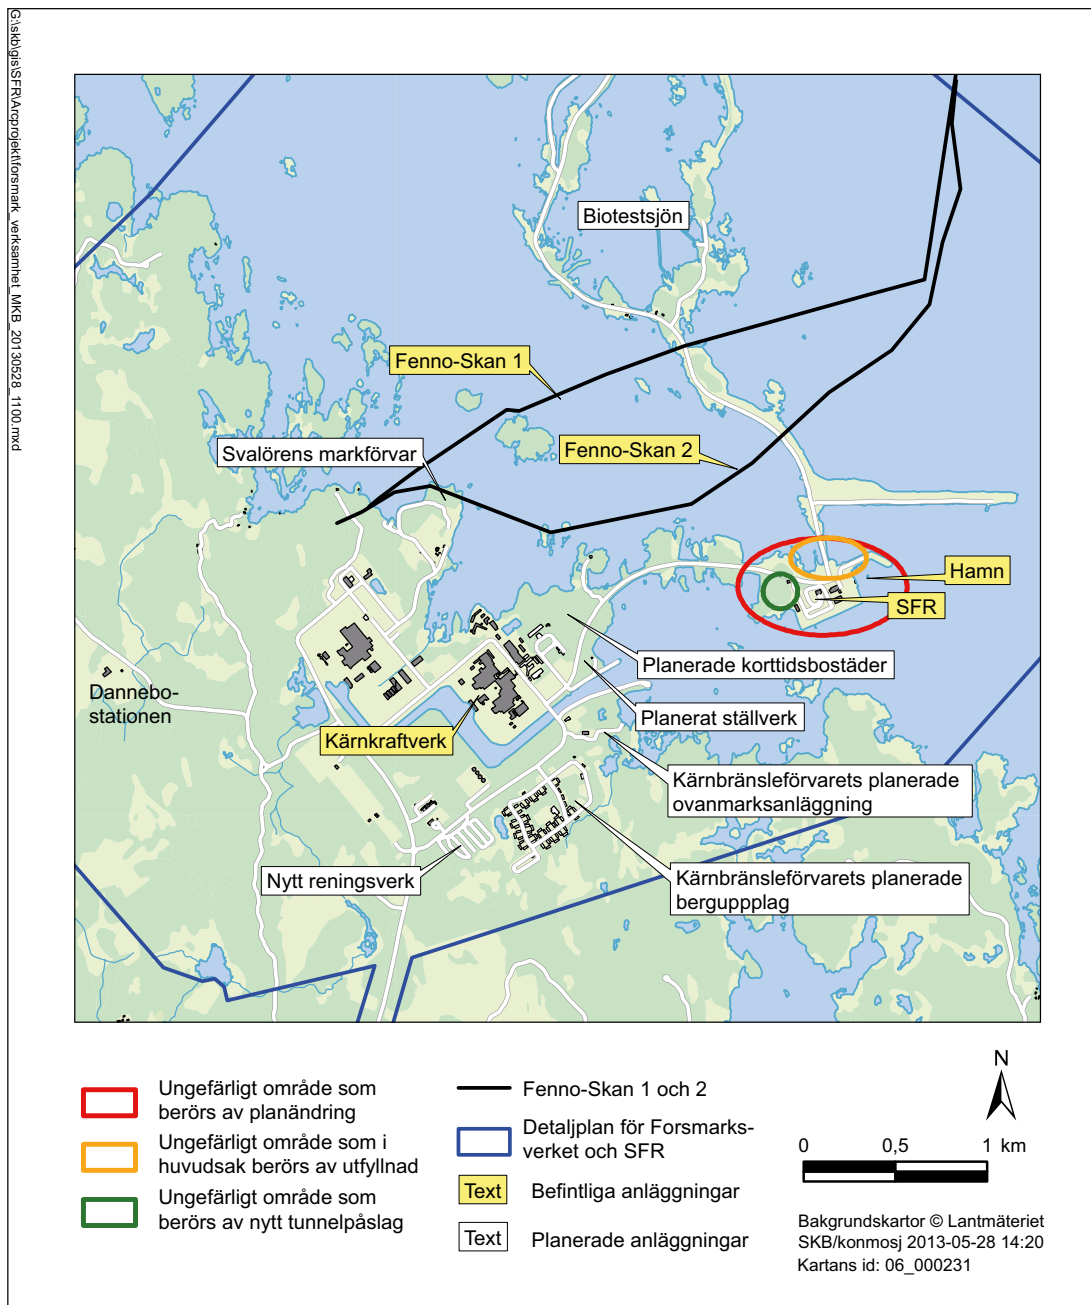 G:\skb\gis\SFR\Arcprojekt\forsmark_verksamhet_MKB_20130528_1100.mxd
Biotestsjön
Fenno-Skan 1
Svalörens markförvar
Fenno-Skan 2
Hamn
SFR
Planerade korttidsbostäder
Dannebo-
stationen
Planerat ställverk
Kärnkraftverk
Kärnbränsleförvarets planerade
ovanmarksanläggning
Nytt reningsverk
Kärnbränsleförvarets planerade
berguppplag
Ungefärligt område som
berörs av planändring
Ungefärligt område som i
huvudsak berörs av utfyllnad
Ungefärligt område som
berörs av nytt tunnelpåslag
Fenno-Skan 1 och 2
Detaljplan för Forsmarks-
verket och SFR
Text Befintliga anläggningar
Text Planerade anläggningar
N
0 0,5 1 km
Bakgrundskartor © Lantmäteriet
SKB/konmosj 2013-05-28 14:20
Kartans id: 06_000231